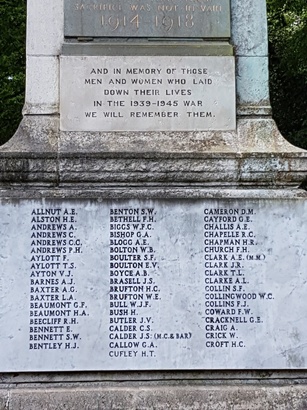 SACRIFICE WAS NOT IN VAIN
1914 1918
AND IN MEMORY OF THOSE
MEN AND WOMEN WHO LAID
DOWN THEIR LIVES
IN THE 1939-1945 WAR
WE WILL REMEMBER THEM.
ALLNUT A.E.
ALSTON H.E.
ANDREWS A.
ANDREWS C.
ANDREWS C.C.
ANDREWS P.H.
AYLOTT F.
AYLOTT T.S.
AYTON V.J.
BARNES A.J.
BAXTER A.G.
BAXTER L.A.
BEAUMONT G.F.
BEAUMONT H.A.
BEECLIFF R.H.
BENNETT E.
BENNETT S.W.
BENTLEY H.J.
BENTON S.W.
BETHELL F.H.
BIGGS W.F.C.
BISHOP G.A.
BLOGG A.E.
BOLTON W.B.
BOULTER S.F.
BOULTON E.V.
BOYCE A.B.
BRASELL J.S.
BRUFTON H.C.
BRUFTON W.E.
BULL W.J.F.
BUSH H.
BUTLER J.V.
CALDER C.S.
CALDER J.S. (M.C & BAR)
CALLOW G.A.
CUFLEY H.T.
CAMERON D.M.
CAYFORD G.E.
CHALLIS A.E.
CHAPELLE R.C.
CHAPMAN H.R.
CHURCH F.H.
CLARK A.E. (M.M.)
CLARK J.R.
CLARK T.L.
CLARKE A.L.
COLLIN S.F.
COLLINGWOOD W.C.
COLLINS F.J.
COWARD F.W.
CRACKNELL G.E.
CRAIG A.
CRICK W.
CROFT H.C.